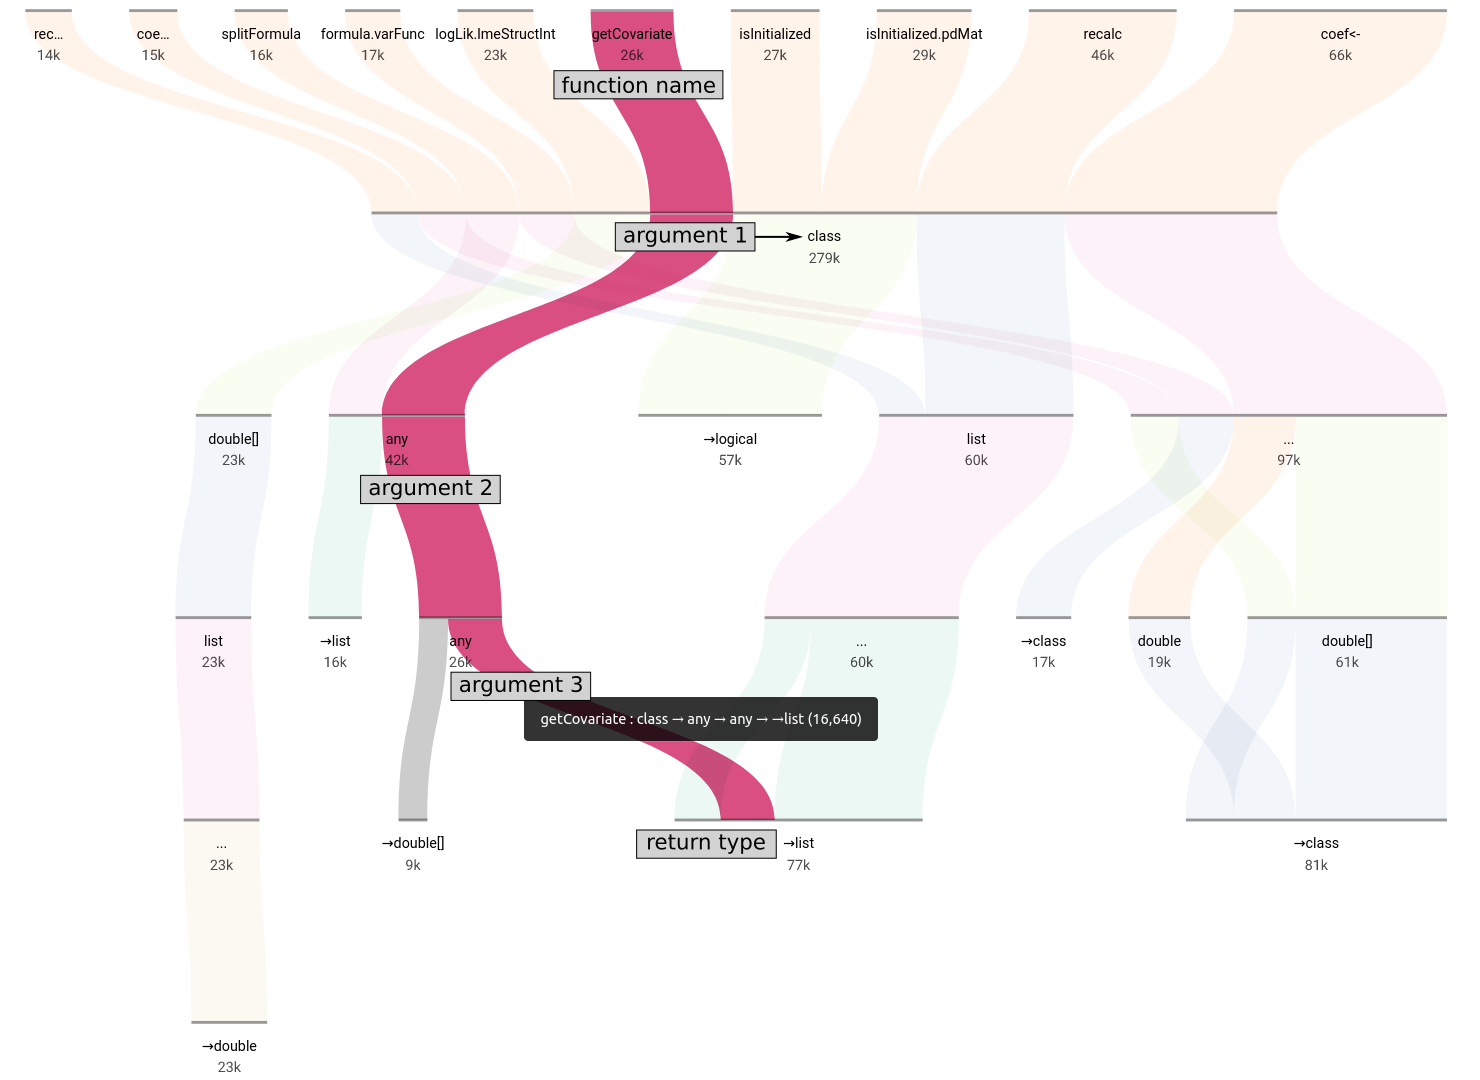 rec...
14k
coe...
15k
splitFormula
16k
formula.varFunc
17k
logLik.lmeStructInt
23k
getCovariate
26k
isInitialized
27k
isInitialized.pdMat
29k
recalc
46k
coef<-
66k
function name
argument 1
class
279k
double[]
23k
any
42k
→logical
57k
list
60k
...
97k
argument 2
list
23k
→list
16k
any
26k
...
60k
→class
17k
double
19k
double[]
61k
argument 3
getCovariate : class → any → any → →list (16,640)
...
23k
→double[]
9k
return type
→list
77k
→class
81k
→double
23k